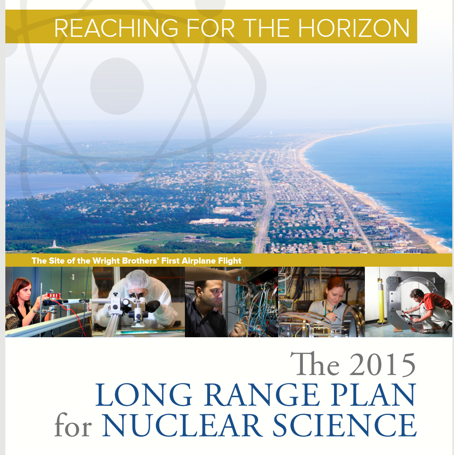 REACHING FOR THE HORIZON
The Site of the Wright Brothers' First Airplane Flight
The 2015
LONG RANGE PLAN
for NUCLEAR SCIENCE